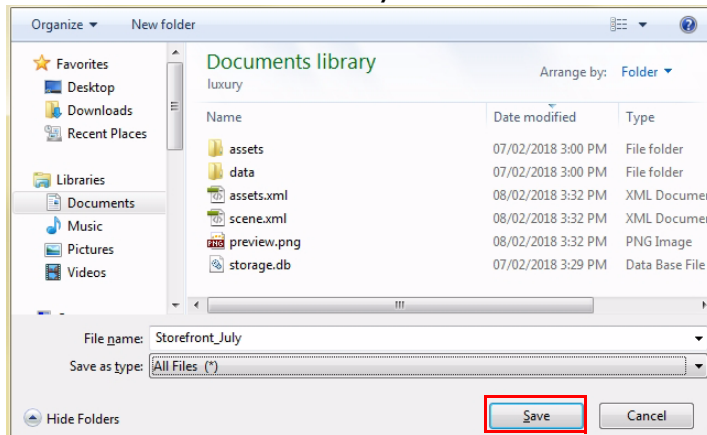 Organize New folder
Favorites
Desktop
Downloads
Recent Places
Libraries
Documents
Music
Pictures
Videos
Documents library
luxury
Arrange by: Folder
Name Date modified Type
assets 07/02/2018 3:00 PM File folder
data 07/02/2018 3:00 PM File folder
assets.xml 08/02/2018 3:32 PM XML Documen
scene.xml 08/02/2018 3:32 PM XML Documen
preview.png 08/02/2018 3:32 PM PNG Image
storage.db 07/02/2018 3:29 PM Data Base File
File name: Storefront_July
Save as type: All Files (*)
Hide Folders Save Cancel